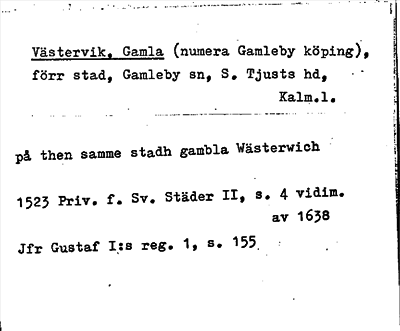 Västervik, Gamla (numera Gamleby köping),
förr stad, Gamleby sn, S. Tjusts hd,
Kalm.l.
på then samme stadh gambla Wästerwich
1523 Priv. f. Sv. Städer II, s. 4 vidim.
av 1638
Jfr Gustaf I:s reg. 1, s. 155.